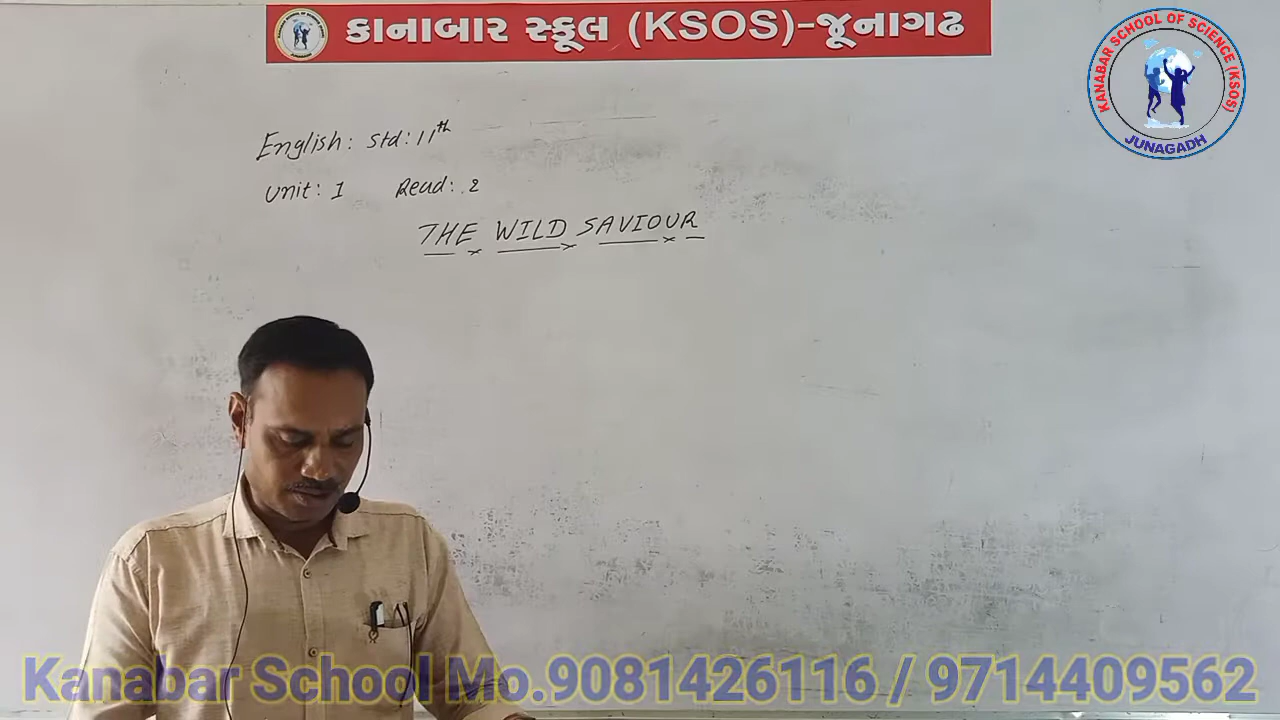 કાનાબાર સ્કૂલ (KSOS)-જૂનાગઢ
KANABAR SCHOOL OF SCIENCE (KSOS)
JUNAGADH
English: Std: 11th
Unit: 1 Read: 2
THE WILD SAVIOUR
Kanabar School Mo.9081426116 / 9714409562